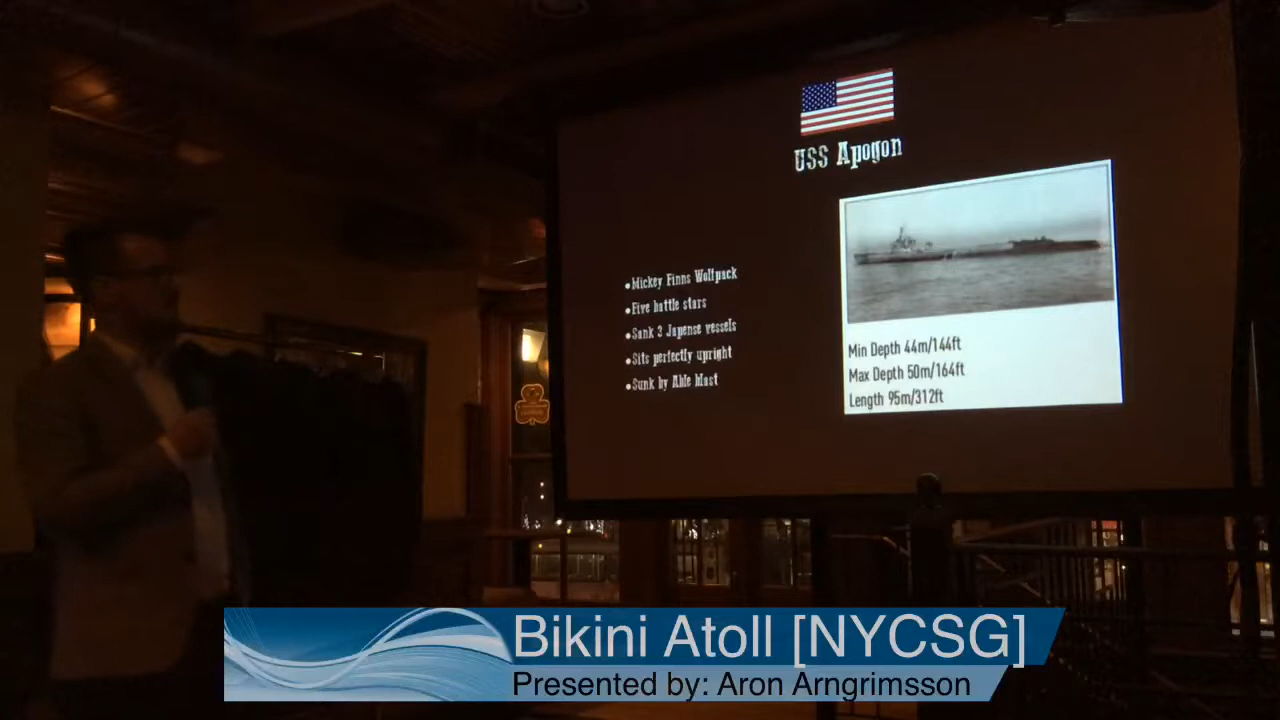 USS Apogon
•Mickey Finns Wolfpack
•Five battle stars
•Sank 3 Japense vessels
•Sits perfectly upright
•Sunk by Able blast
Min Depth 44m/144ft
Max Depth 50m/164ft
Length 95m/312ft
Bikini Atoll [NYCSG]
Presented by: Aron Arngrimsson